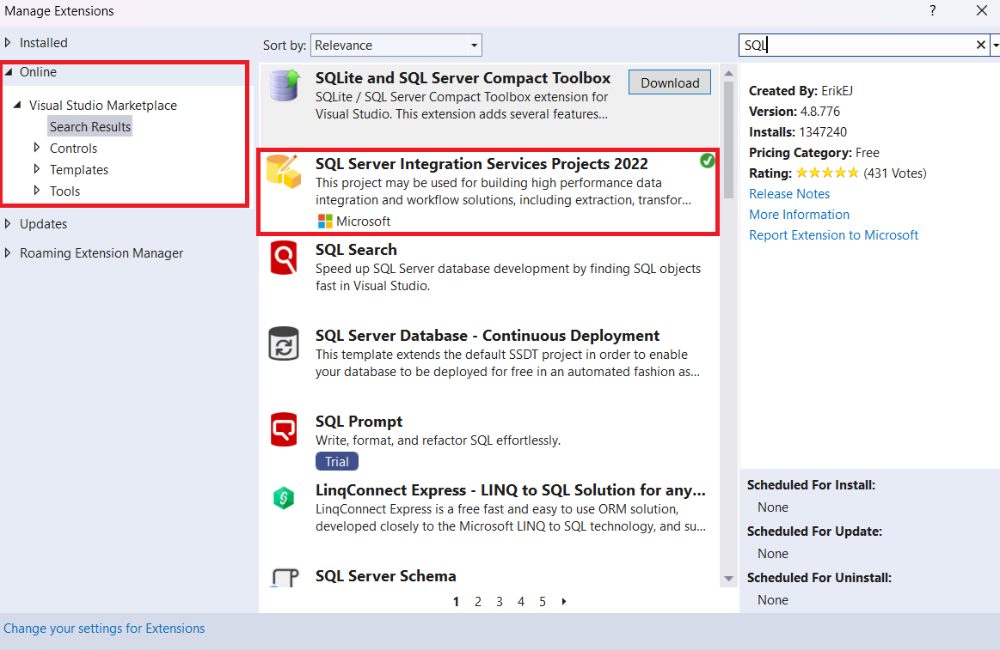 Manage Extensions
?
Installed
Online
Visual Studio Marketplace
Search Results
Controls
Templates
Tools
Updates
Roaming Extension Manager
Sort by: Relevance
SQLite and SQL Server Compact Toolbox
SQLite / SQL Server Compact Toolbox extension for
Visual Studio. This extension adds several features...
Download
SQL Server Integration Services Projects 2022
This project may be used for building high performance data
integration and workflow solutions, including extraction, transfor...
Microsoft
SQL Search
Speed up SQL Server database development by finding SQL objects
fast in Visual Studio.
SQL Server Database - Continuous Deployment
This template extends the default SSDT project in order to enable
your database to be deployed for free in an automated fashion as...
SQL Prompt
Write, format, and refactor SQL effortlessly.
Trial
LinqConnect Express - LINQ to SQL Solution for any...
LinqConnect Express is a free fast and easy to use ORM solution,
developed closely to the Microsoft LINQ to SQL technology, and su...
SQL Server Schema
1 2 3 4 5
SQL
Created By: ErikEJ
Version: 4.8.776
Installs: 1347240
Pricing Category: Free
Rating: (431 Votes)
Release Notes
More Information
Report Extension to Microsoft
Scheduled For Install:
None
Scheduled For Update:
None
Scheduled For Uninstall:
None
Change your settings for Extensions